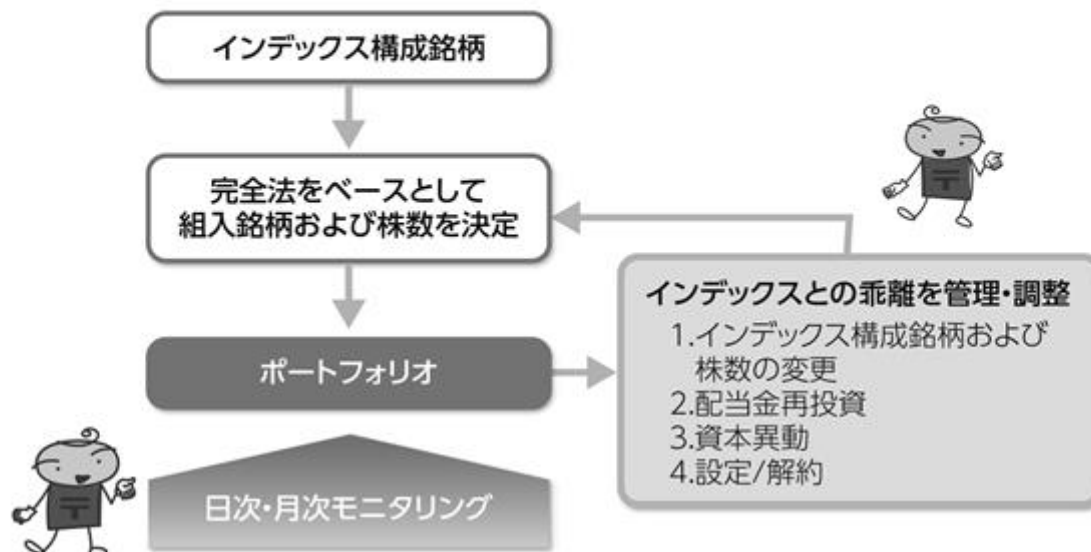 インデックス構成銘柄
完全法をベースとして
組入銘柄および株数を決定
インデックスとの乖離を管理・調整
1.インデックス構成銘柄および
株数の変更
2.配当金再投資
3.資本異動
4.設定/解約
ポートフォリオ
日次・月次モニタリング